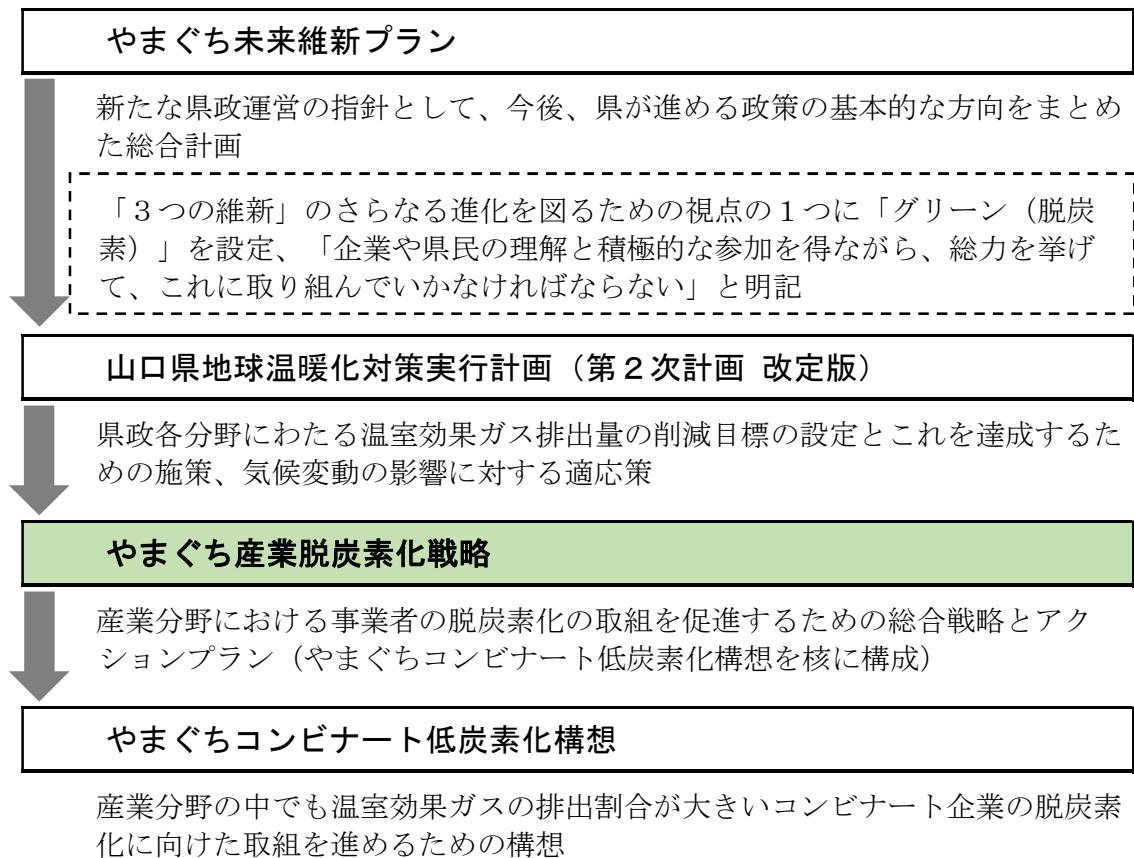 やまぐち未来維新プラン
新たな県政運営の指針として、今後、県が進める政策の基本的な方向をまとめ
た総合計画
「３つの維新」のさらなる進化を図るための視点の１つに「グリーン（脱炭
素）」を設定、「企業や県民の理解と積極的な参加を得ながら、総力を挙げ
て、これに取り組んでいかなければならない」と明記
山口県地球温暖化対策実行計画（第２次計画 改定版）
県政各分野にわたる温室効果ガス排出量の削減目標の設定とこれを達成するた
めの施策、気候変動の影響に対する適応策
やまぐち産業脱炭素化戦略
産業分野における事業者の脱炭素化の取組を促進するための総合戦略とアク
ションプラン（やまぐちコンビナート低炭素化構想を核に構成）
やまぐちコンビナート低炭素化構想
産業分野の中でも温室効果ガスの排出割合が大きいコンビナート企業の脱炭素
化に向けた取組を進めるための構想